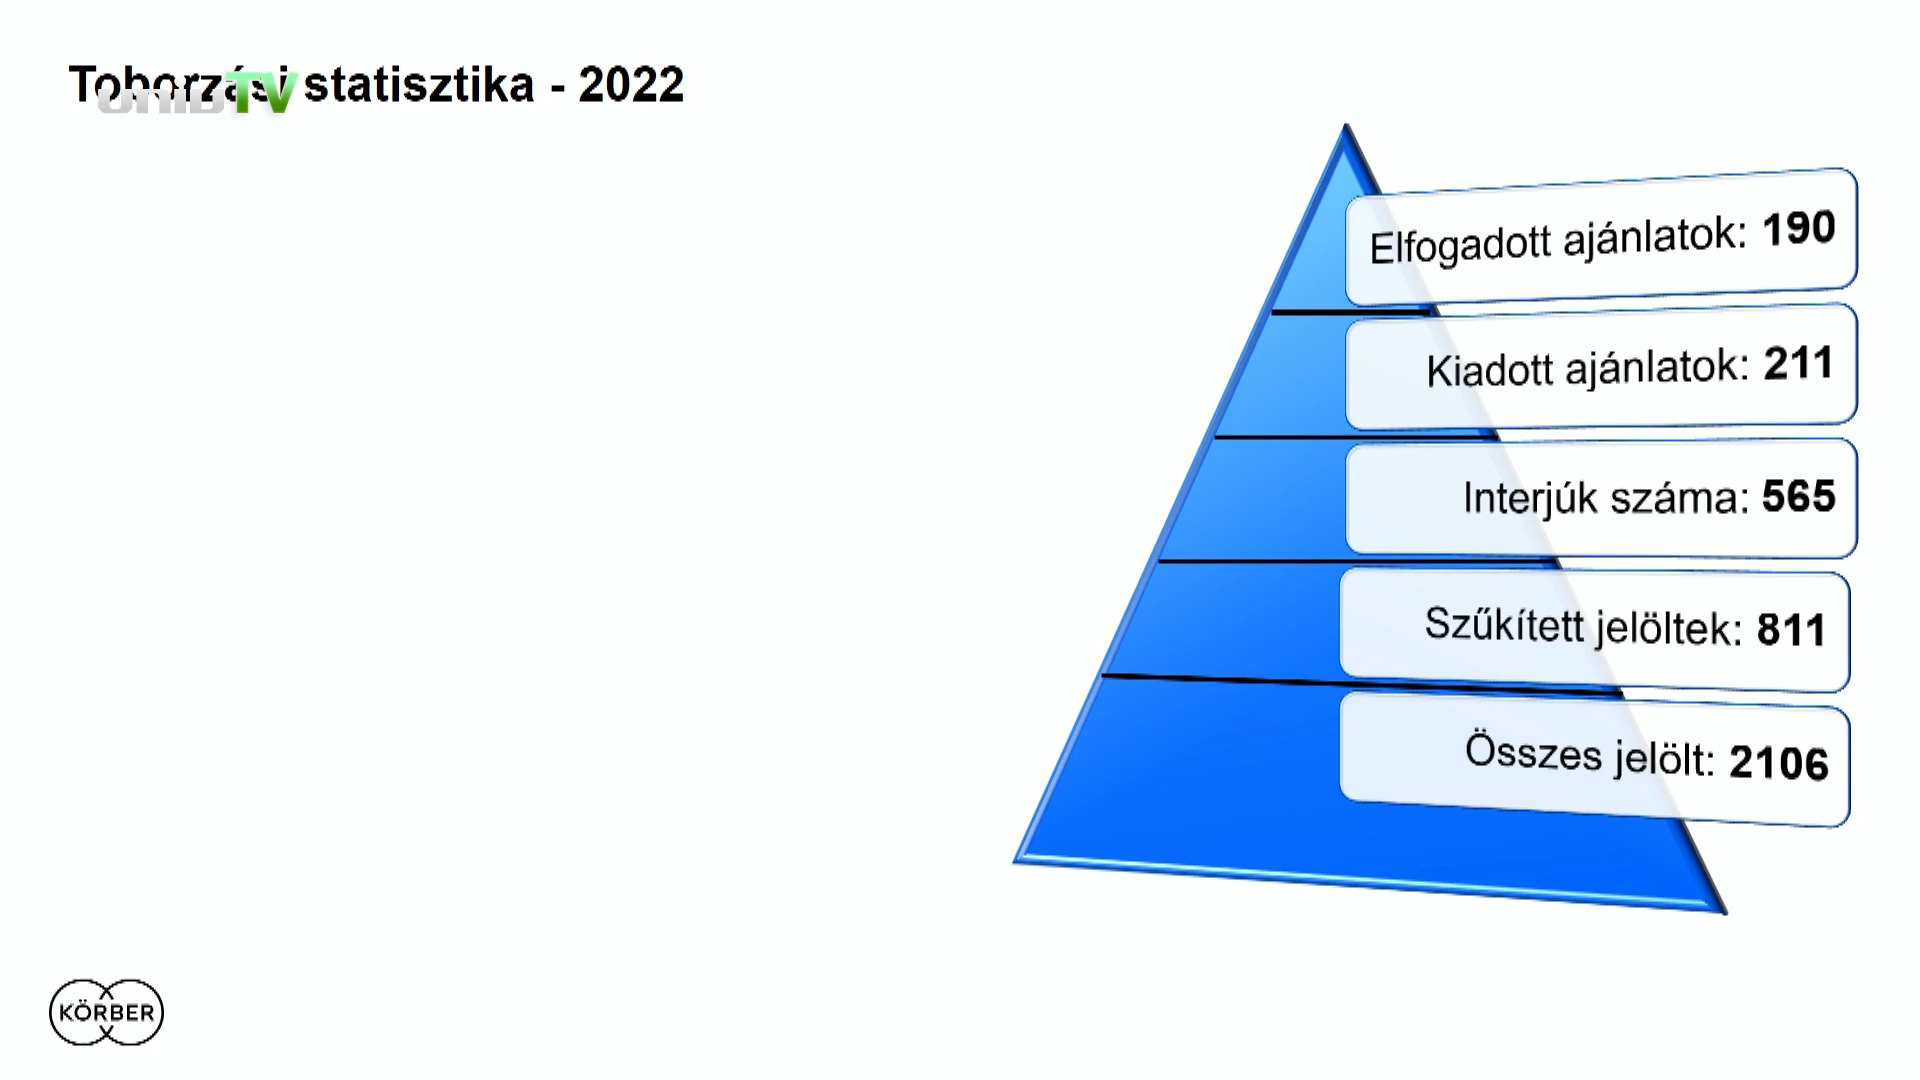 Toborzási statisztika - 2022
TV
Elfogadott ajánlatok: 190
Kiadott ajánlatok: 211
Interjúk száma: 565
Szűkített jelöltek: 811
Összes jelölt: 2106
KÖRBER